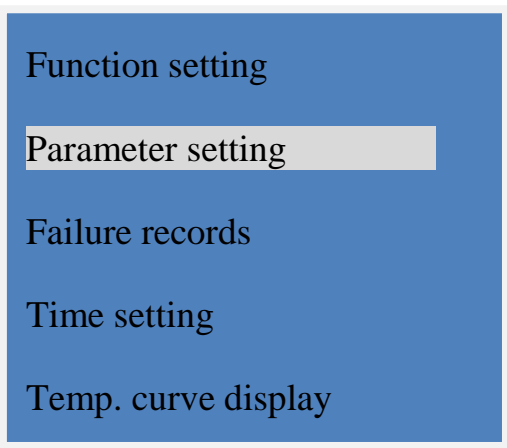 Function setting
Parameter setting
Failure records
Time setting
Temp. curve display